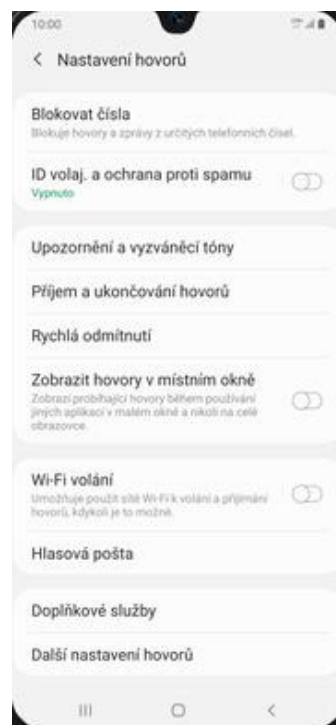 10:00
Nastavení hovorů
Blokovat čísla
Blokuje hovory a zprávy z určitých telefonních čísel.
ID volaj. a ochrana proti spamu
Vypnuto
Upozornění a vyzváněcí tóny
Příjem a ukončování hovorů
Rychlá odmítnutí
Zobrazit hovory v místním okně
Zobrazí probíhající hovory během používání
jiných aplikací v malém okně a nikoli na celé
obrazovce.
Wi-Fi volání
Umožňuje použít sítě Wi-Fi k volání a přijímání
hovorů, kdykoli je to možné.
Hlasová pošta
Doplňkové služby
Další nastavení hovorů